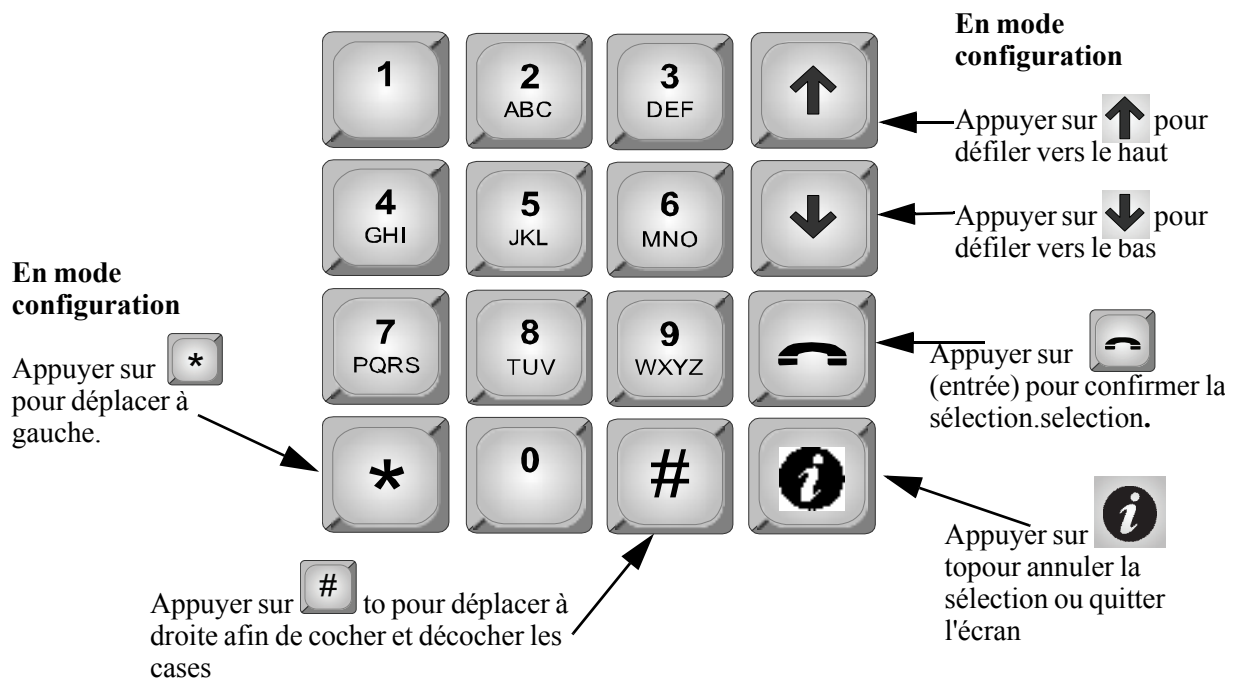 En mode
configuration
1
2
ABC
3
DEF
↑
Appuyer sur ↑ pour
défiler vers le haut
4
GHI
5
JKL
6
MNO
↓
Appuyer sur ↓ pour
défiler vers le bas
En mode
configuration
Appuyer sur *
pour déplacer à
gauche.
7
PQRS
8
TUV
9
WXYZ
Appuyer sur
(entrée) pour confirmer la
sélection.selection.
*
0
#
i
Appuyer sur i
topour annuler la
sélection ou quitter
l'écran
Appuyer sur # to pour déplacer à
droite afin de cocher et décocher les
cases